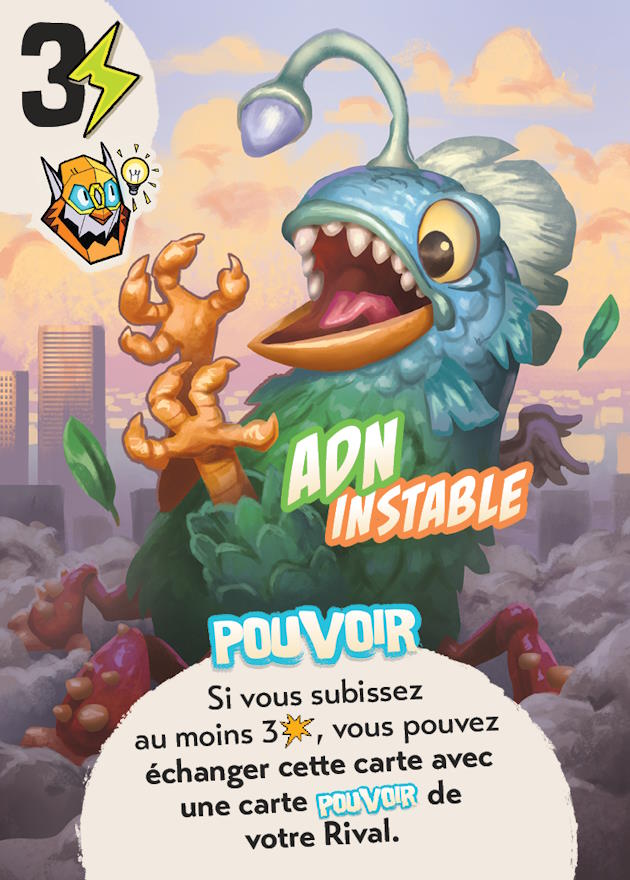 3
ADN
INSTABLE
POUVOIR
Si vous subissez
au moins 3, vous pouvez
échanger cette carte avec
une carte POUVOIR de
votre Rival.